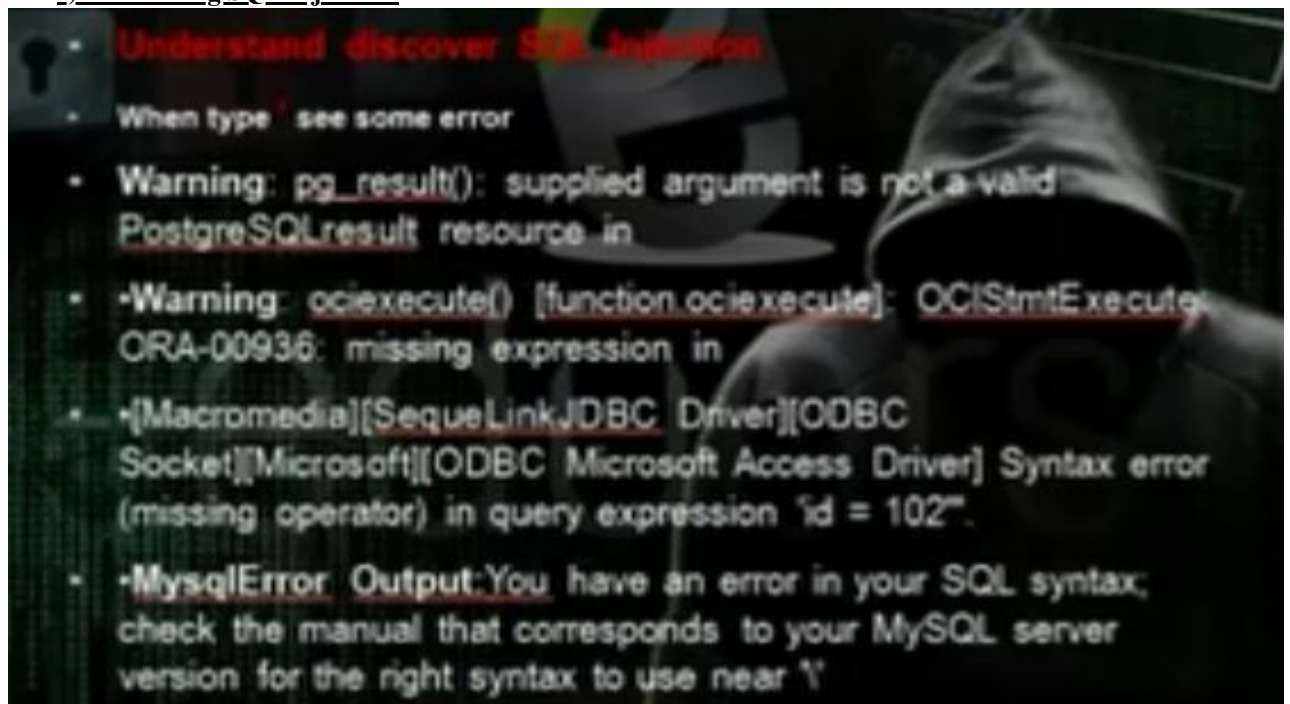 Understand discover SQL Injection
When type ' see some error
Warning: pg_result(): supplied argument is not a valid
PostgreSQLresult resource in
•Warning: ociexecute() [function.ociexecute]: OCIStmtExecute:
ORA-00936: missing expression in
•[Macromedia][SequeLinkJDBC Driver][ODBC
Socket][Microsoft][ODBC Microsoft Access Driver] Syntax error
(missing operator) in query expression 'id = 102''.
•MysqlError Output:You have an error in your SQL syntax;
check the manual that corresponds to your MySQL server
version for the right syntax to use near '\'